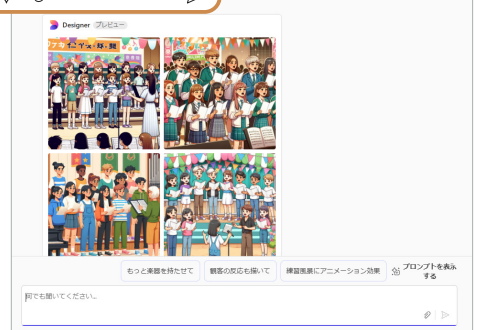 Designer プレビュー
もっと楽器を持たせて
観客の反応も描いて
練習風景にアニメーション効果
プロンプトを表示
する
何でも聞いてください...